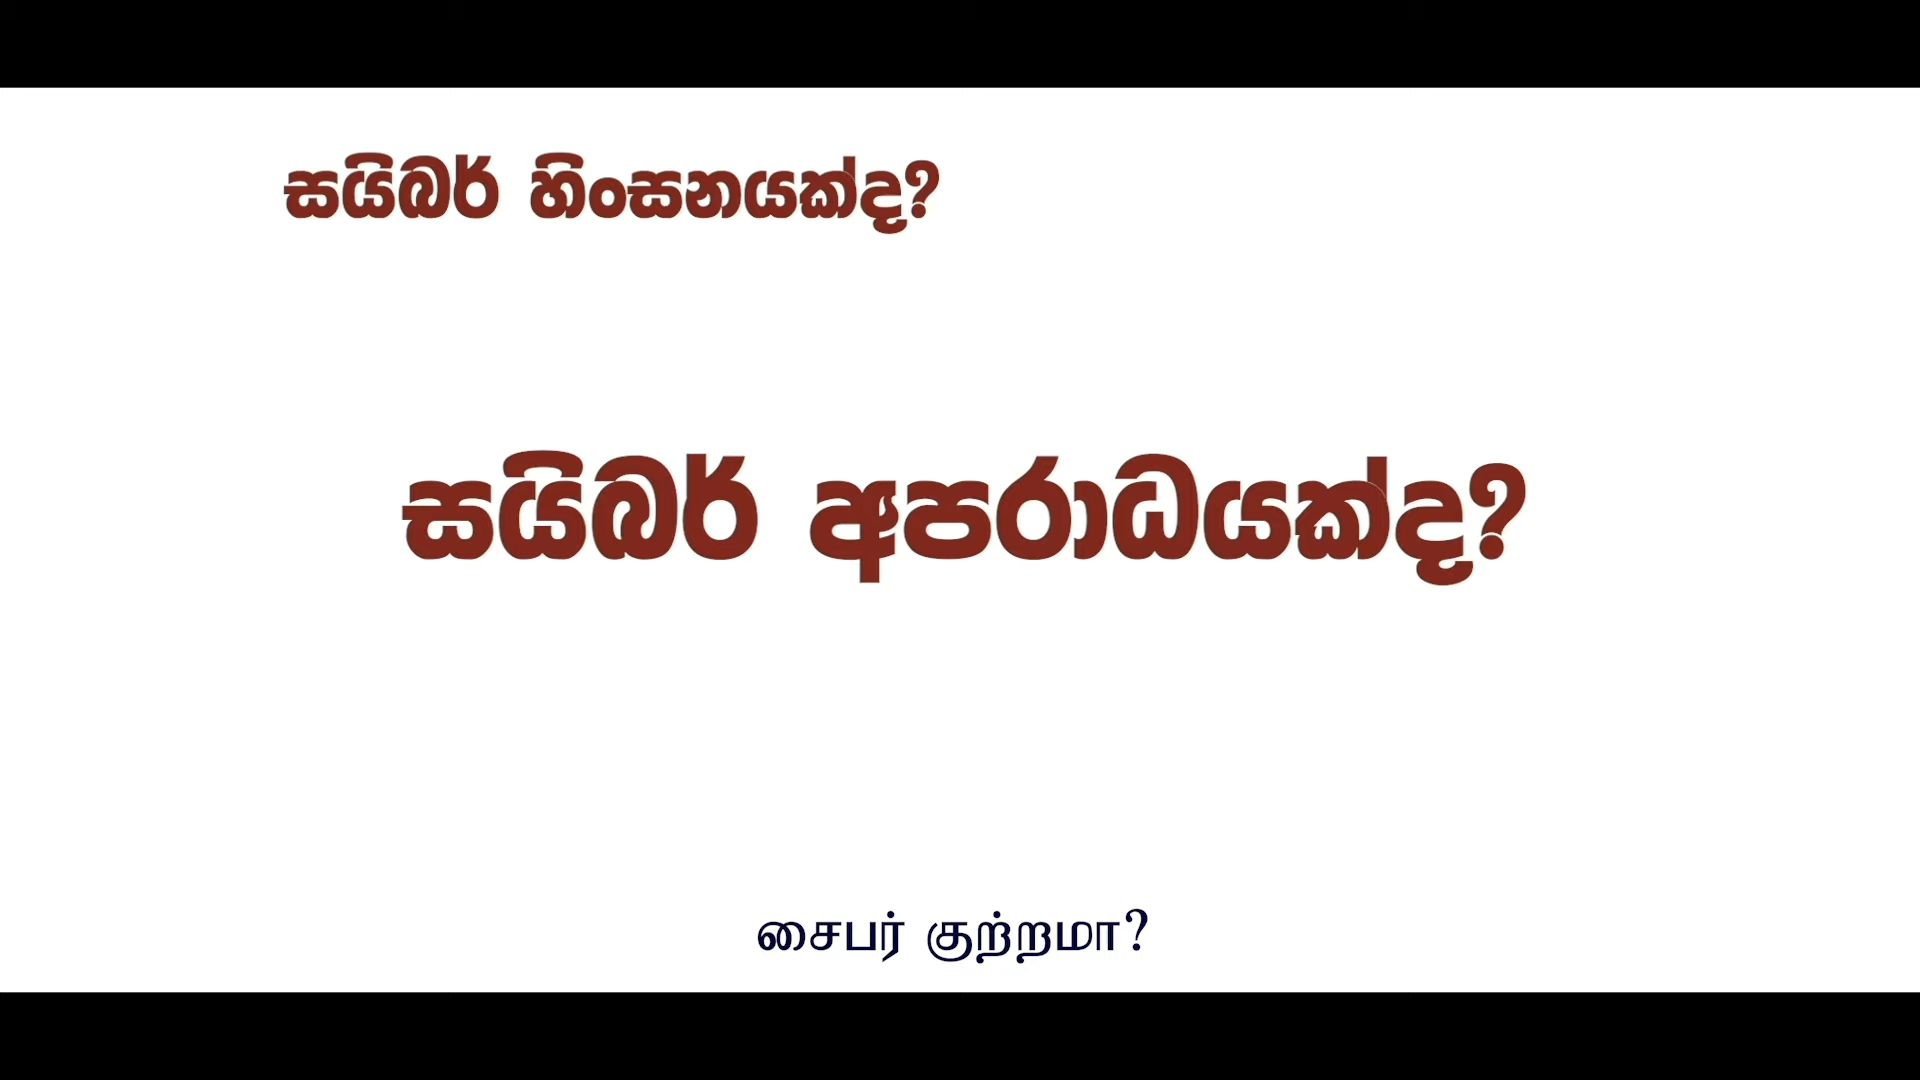 සයිබර් හිංසනයක්ද?
සයිබර් අපරාධයක්ද?
சைபர் குற்றமா?